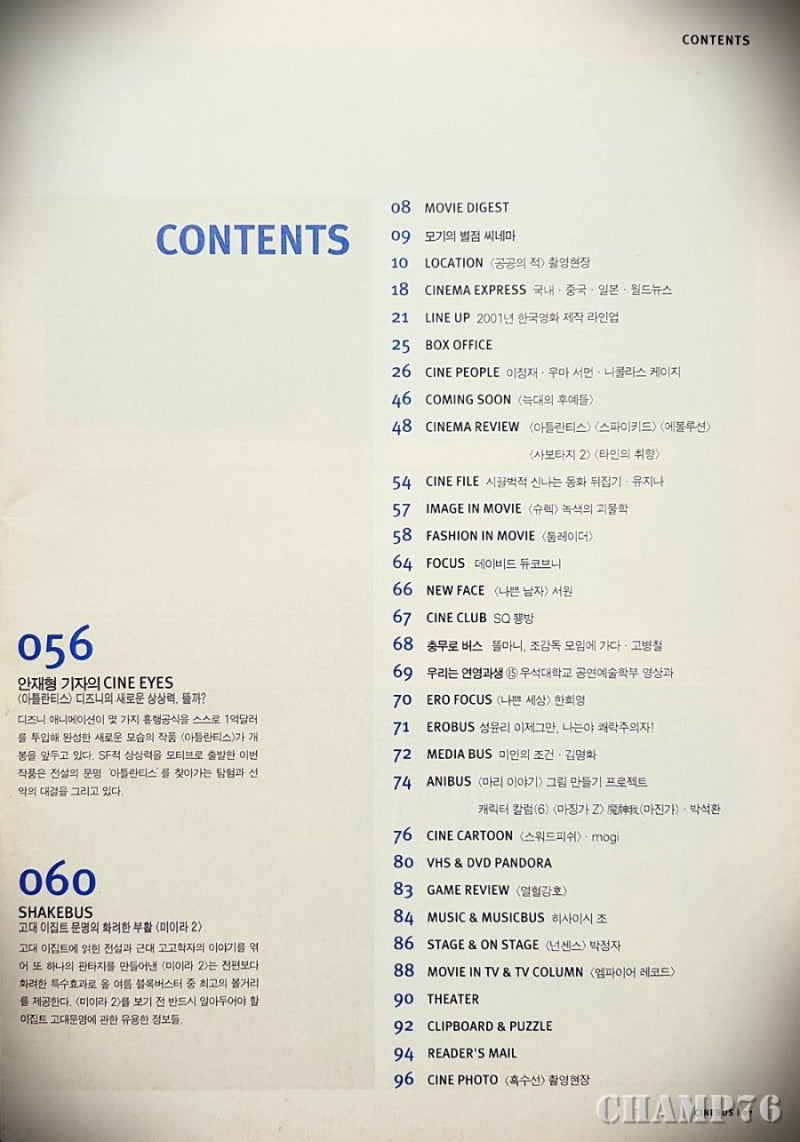 CONTENTS
CONTENTS
08 MOVIE DIGEST
09 모기의 별점 씨네마
10 LOCATION 〈공공의 적〉 촬영현장
18 CINEMA EXPRESS 국내 · 중국 · 일본 · 월드뉴스
21 LINE UP 2001년 한국영화 제작 라인업
25 BOX OFFICE
26 CINE PEOPLE 이정재 · 우마 서먼 · 니콜라스 케이지
46 COMING SOON 〈늑대의 후예들〉
48 CINEMA REVIEW 〈아틀란티스〉 〈스파이키드〉 〈에볼루션〉
〈사보타지 2〉 〈타인의 취향〉
54 CINE FILE 시끌벅적 신나는 동화 뒤집기 · 유지나
57 IMAGE IN MOVIE 〈슈렉〉 녹색의 괴물학
58 FASHION IN MOVIE 〈툼레이더〉
64 FOCUS 데이비드 듀코브니
66 NEW FACE 〈나쁜 남자〉 서원
67 CINE CLUB SQ 뽕방
68 충무로 버스 똘마니, 조감독 모임에 가다 · 고병철
69 우리는 연영과생 ⑮ 우석대학교 공연예술학부 영상과
70 ERO FOCUS 〈나쁜 세상〉 한희영
71 EROBUS 성윤리 이제그만, 나는야 쾌락주의자!
72 MEDIA BUS 미인의 조건 · 김명화
74 ANIBUS 〈마리 이야기〉 그림 만들기 프로젝트
캐릭터 칼럼(6) 〈마징가 Z〉 魔神我(마진가) · 박석환
76 CINE CARTOON 〈스워드피쉬〉 · mogi
80 VHS & DVD PANDORA
83 GAME REVIEW 〈열혈강호〉
84 MUSIC & MUSICBUS 히사이시 조
86 STAGE & ON STAGE 〈넌센스〉 박정자
88 MOVIE IN TV & TV COLUMN 〈엠파이어 레코드〉
90 THEATER
92 CLIPBOARD & PUZZLE
94 READER'S MAIL
96 CINE PHOTO 〈흑수선〉 촬영현장
056
안재형 기자의 CINE EYES
〈아틀란티스〉 디즈니의 새로운 상상력, 뜰까?
디즈니 애니메이션이 몇 가지 흥행공식을 스스로 1억달러
를 투입해 완성한 새로운 모습의 작품 〈아틀란티스〉가 개
봉을 앞두고 있다. SF적 상상력을 모티브로 출발한 이번
작품은 전설의 문명 '아틀란티스'를 찾아가는 탐험과 선
악의 대결을 그리고 있다.
060
SHAKEBUS
고대 이집트 문명의 화려한 부활 〈미이라 2〉
고대 이집트에 얽힌 전설과 근대 고고학자의 이야기를 엮
어 또 하나의 판타지를 만들어낸 〈미이라 2〉는 전편보다
화려한 특수효과로 올 여름 블록버스터 중 최고의 볼거리
를 제공한다. 〈미이라 2〉를 보기 전 반드시 알아두어야 할
이집트 고대문명에 관한 유용한 정보들.
CINEBUS | 07
CHAMP76